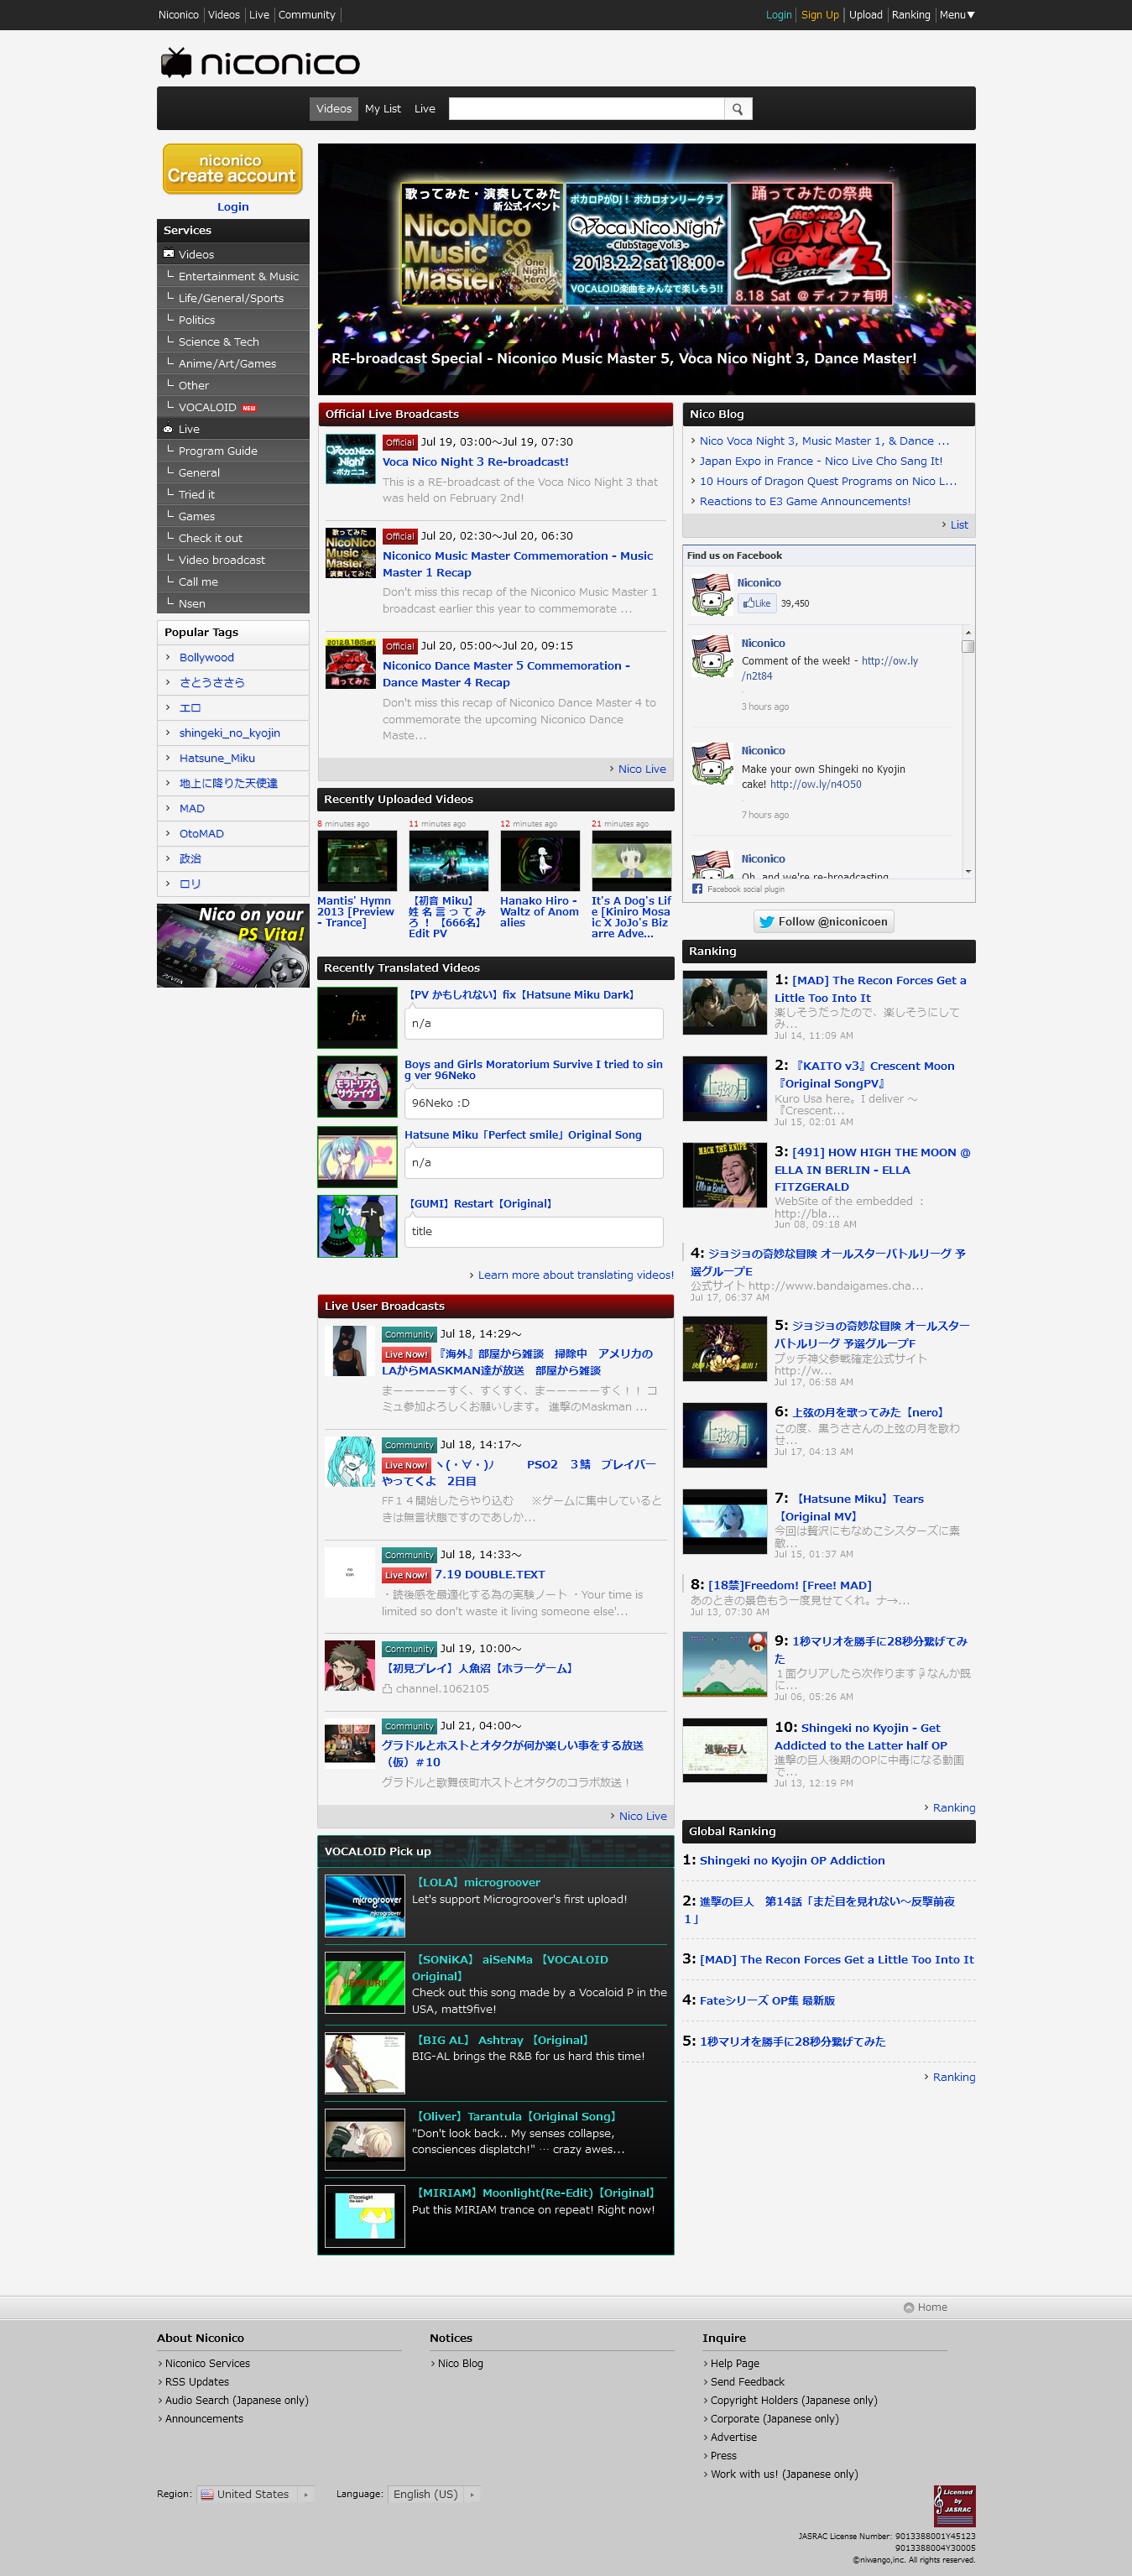 Niconico
Videos
Live
Community
Login
Sign Up
Upload
Ranking
Menu▼
niconico
Videos
My List
Live
niconico
Create account
Login
Services
Videos
Entertainment & Music
Life/General/Sports
Politics
Science & Tech
Anime/Art/Games
Other
VOCALOID NEW
Live
Program Guide
General
Tried it
Games
Check it out
Video broadcast
Call me
Nsen
Popular Tags
Bollywood
さとうささら
エロ
shingeki_no_kyojin
Hatsune_Miku
地上に降りた天使達
MAD
OtoMAD
政治
ロリ
Nico on your
PS Vita!
歌ってみた・演奏してみた
新公式イベント
NicoNico
Music
Master
One Night Hero
ボカロPがDJ！ ボカロオンリークラブ
Voca Nico Night
- ClubStage Vol.3 -
2013.2.2 sat 18:00 -
VOCALOID楽曲をみんなで楽しもう!!
踊ってみたの祭典
8.18 Sat @ ディファ有明
RE-broadcast Special - Niconico Music Master 5, Voca Nico Night 3, Dance Master!
Official Live Broadcasts
Official Jul 19, 03:00～Jul 19, 07:30
Voca Nico Night 3 Re-broadcast!
This is a RE-broadcast of the Voca Nico Night 3 that
was held on February 2nd!
Official Jul 20, 02:30～Jul 20, 06:30
Niconico Music Master Commemoration - Music
Master 1 Recap
Don't miss this recap of the Niconico Music Master 1
broadcast earlier this year to commemorate ...
Official Jul 20, 05:00～Jul 20, 09:15
Niconico Dance Master 5 Commemoration -
Dance Master 4 Recap
Don't miss this recap of Niconico Dance Master 4 to
commemorate the upcoming Niconico Dance
Maste...
Nico Live
Recently Uploaded Videos
8 minutes ago
Mantis' Hymn
2013 [Preview
- Trance]
11 minutes ago
【初音 Miku】
姓 名 言 っ て み
ろ ！ 【666名】
Edit PV
12 minutes ago
Hanako Hiro -
Waltz of Anom
alies
21 minutes ago
It's A Dog's Lif
e [Kiniro Mosa
ic X JoJo's Biz
arre Adve...
Recently Translated Videos
fix
【PV かもしれない】fix【Hatsune Miku Dark】
n/a
Boys and Girls Moratorium Survive I tried to sin
g ver 96Neko
96Neko :D
Hatsune Miku「Perfect smile」Original Song
n/a
リスタート
【GUMI】Restart【Original】
title
Learn more about translating videos!
Live User Broadcasts
Community Jul 18, 14:29～
Live Now! 『海外』部屋から雑談　掃除中　アメリカの
LAからMASKMAN達が放送　部屋から雑談
まーーーーーすく、すくすく、まーーーーーすく！！ コ
ミュ参加よろしくお願いします。 進撃のMaskman ...
Community Jul 18, 14:17～
Live Now! ヽ(・∀・)ﾉ　　　PSO2　３鯖　ブレイバー
やってくよ　2日目
FF１４開始したらやり込む　 ※ゲームに集中していると
きは無言状態ですのであしか...
no
icon
Community Jul 18, 14:33～
Live Now! 7.19 DOUBLE.TEXT
・読後感を最適化する為の実験ノート ・Your time is
limited so don't waste it living someone else'...
Community Jul 19, 10:00～
【初見プレイ】人魚沼【ホラーゲーム】
凸 channel.1062105
Community Jul 21, 04:00～
グラドルとホストとオタクが何か楽しい事をする放送
（仮）＃10
グラドルと歌舞伎町ホストとオタクのコラボ放送！
Nico Live
VOCALOID Pick up
microgroover
microgroover
【LOLA】microgroover
Let's support Microgroover's first upload!
【SONiKA】 aiSeNMa 【VOCALOID
Original】
Check out this song made by a Vocaloid P in the
USA, matt9five!
【BIG AL】 Ashtray 【Original】
BIG-AL brings the R&B for us hard this time!
【Oliver】Tarantula【Original Song】
"Don't look back.. My senses collapse,
consciences displatch!" … crazy awes...
Moonlight
【MIRIAM】Moonlight(Re-Edit)【Original】
Put this MIRIAM trance on repeat! Right now!
Nico Blog
Nico Voca Night 3, Music Master 1, & Dance ...
Japan Expo in France - Nico Live Cho Sang It!
10 Hours of Dragon Quest Programs on Nico L...
Reactions to E3 Game Announcements!
List
Find us on Facebook
Niconico
Like 39,450
Niconico
Comment of the week! - http://ow.ly
/n2t84
3 hours ago
Niconico
Make your own Shingeki no Kyojin
cake! http://ow.ly/n4O50
7 hours ago
Niconico
Oh, and we're re-broadcasting
Facebook social plugin
Follow @niconicoen
Ranking
1: [MAD] The Recon Forces Get a
Little Too Into It
楽しそうだったので、楽しそうにして
み...
Jul 14, 11:09 AM
上弦の月
2: 『KAITO v3』Crescent Moon
『Original SongPV』
Kuro Usa here。I deliver ～
『Crescent...
Jul 15, 02:01 AM
MACK THE KNIFE
Ella in Berlin
3: [491] HOW HIGH THE MOON @
ELLA IN BERLIN - ELLA
FITZGERALD
WebSite of the embedded ：
http://bla...
Jun 08, 09:18 AM
4: ジョジョの奇妙な冒険 オールスターバトルリーグ 予
選グループE
公式サイト http://www.bandaigames.cha...
Jul 17, 06:37 AM
5: ジョジョの奇妙な冒険 オールスター
バトルリーグ 予選グループF
プッチ神父参戦確定公式サイト
http://w...
Jul 17, 06:58 AM
上弦の月
6: 上弦の月を歌ってみた【nero】
この度、黒うささんの上弦の月を歌わ
せ...
Jul 17, 04:13 AM
7: 【Hatsune Miku】Tears
【Original MV】
今回は贅沢にもなめこシスターズに素
敵...
Jul 15, 01:37 AM
8: [18禁]Freedom! [Free! MAD]
あのときの景色もう一度見せてくれ。ナ→...
Jul 13, 07:30 AM
9: 1秒マリオを勝手に28秒分繋げてみ
た
１面クリアしたら次作ります☟なんか既
に...
Jul 06, 05:26 AM
進撃の巨人
10: Shingeki no Kyojin - Get
Addicted to the Latter half OP
進撃の巨人後期のOPに中毒になる動画
で...
Jul 13, 12:19 PM
Ranking
Global Ranking
1: Shingeki no Kyojin OP Addiction
2: 進撃の巨人　第14話「まだ目を見れない～反撃前夜
１」
3: [MAD] The Recon Forces Get a Little Too Into It
4: Fateシリーズ OP集 最新版
5: 1秒マリオを勝手に28秒分繋げてみた
Ranking
Home
About Niconico
Niconico Services
RSS Updates
Audio Search (Japanese only)
Announcements
Notices
Nico Blog
Inquire
Help Page
Send Feedback
Copyright Holders (Japanese only)
Corporate (Japanese only)
Advertise
Press
Work with us! (Japanese only)
Region: United States
Language: English (US)
Licensed
by
JASRAC
JASRAC License Number: 9013388001Y45123
9013388004Y30005
©niwango,inc. All rights reserved.